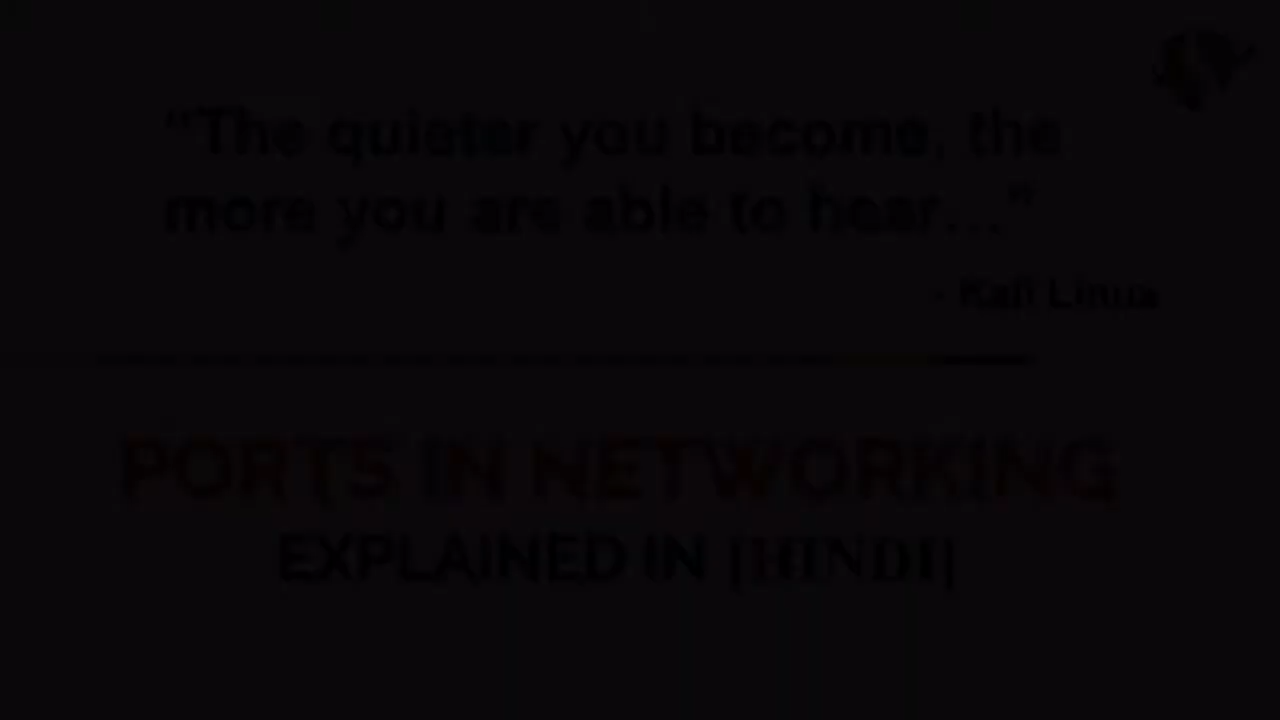 "The quieter you become, the
more you are able to hear..."
- Kali Linux
PORTS IN NETWORKING
EXPLAINED IN [HINDI]